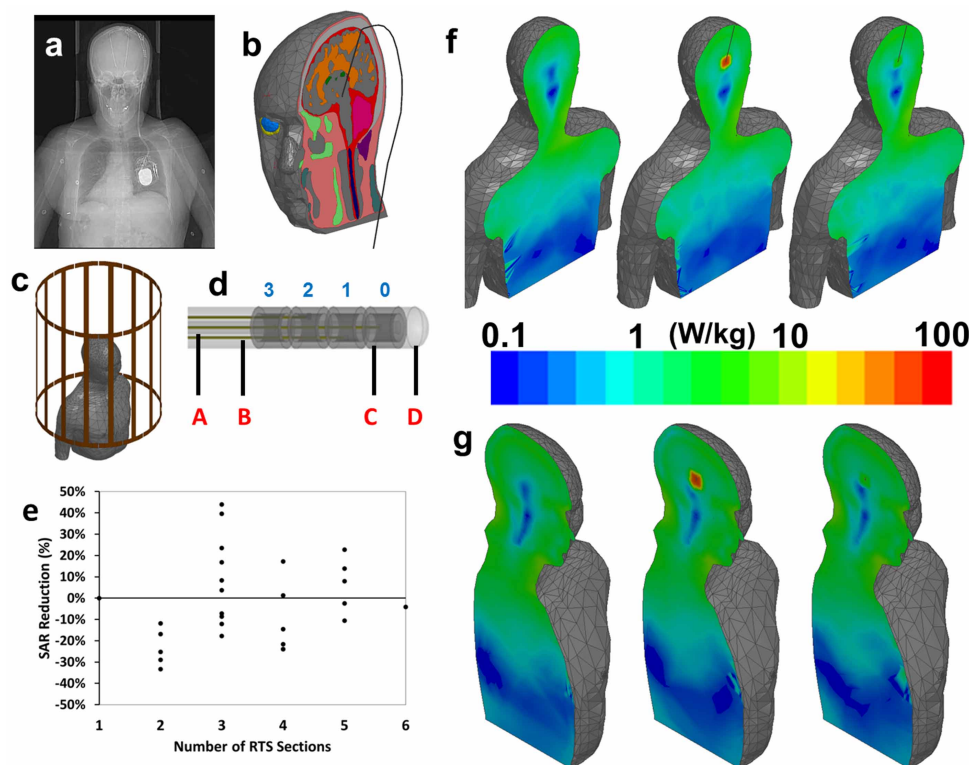 a
b
f
c
d
3 2 1 0
A B C D
0.1 1 (W/kg) 10 100
g
e
50%
40%
30%
20%
10%
0%
-10%
-20%
-30%
-40%
-50%
SAR Reduction (%)
1 2 3 4 5 6
Number of RTS Sections